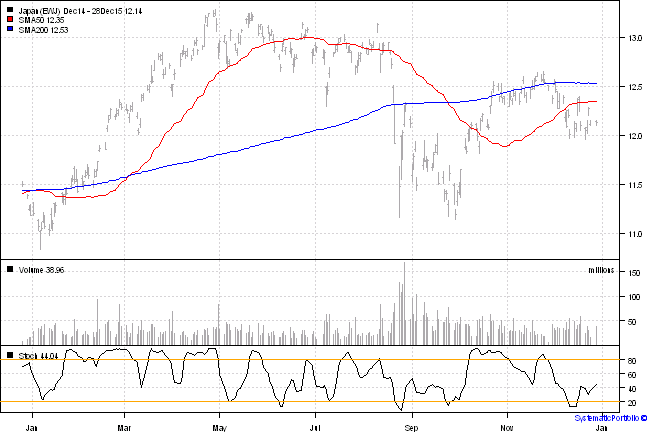 Japan (EWJ) Dec14 - 28Dec15 12.14
SMA50 12.35
SMA200 12.53
13.0
12.5
12.0
11.5
11.0
Volume 38.96
millions
150
100
50
Stoch 44.04
80
60
40
20
Jan Mar May Jul Sep Nov Jan
SystematicPortfolio ©